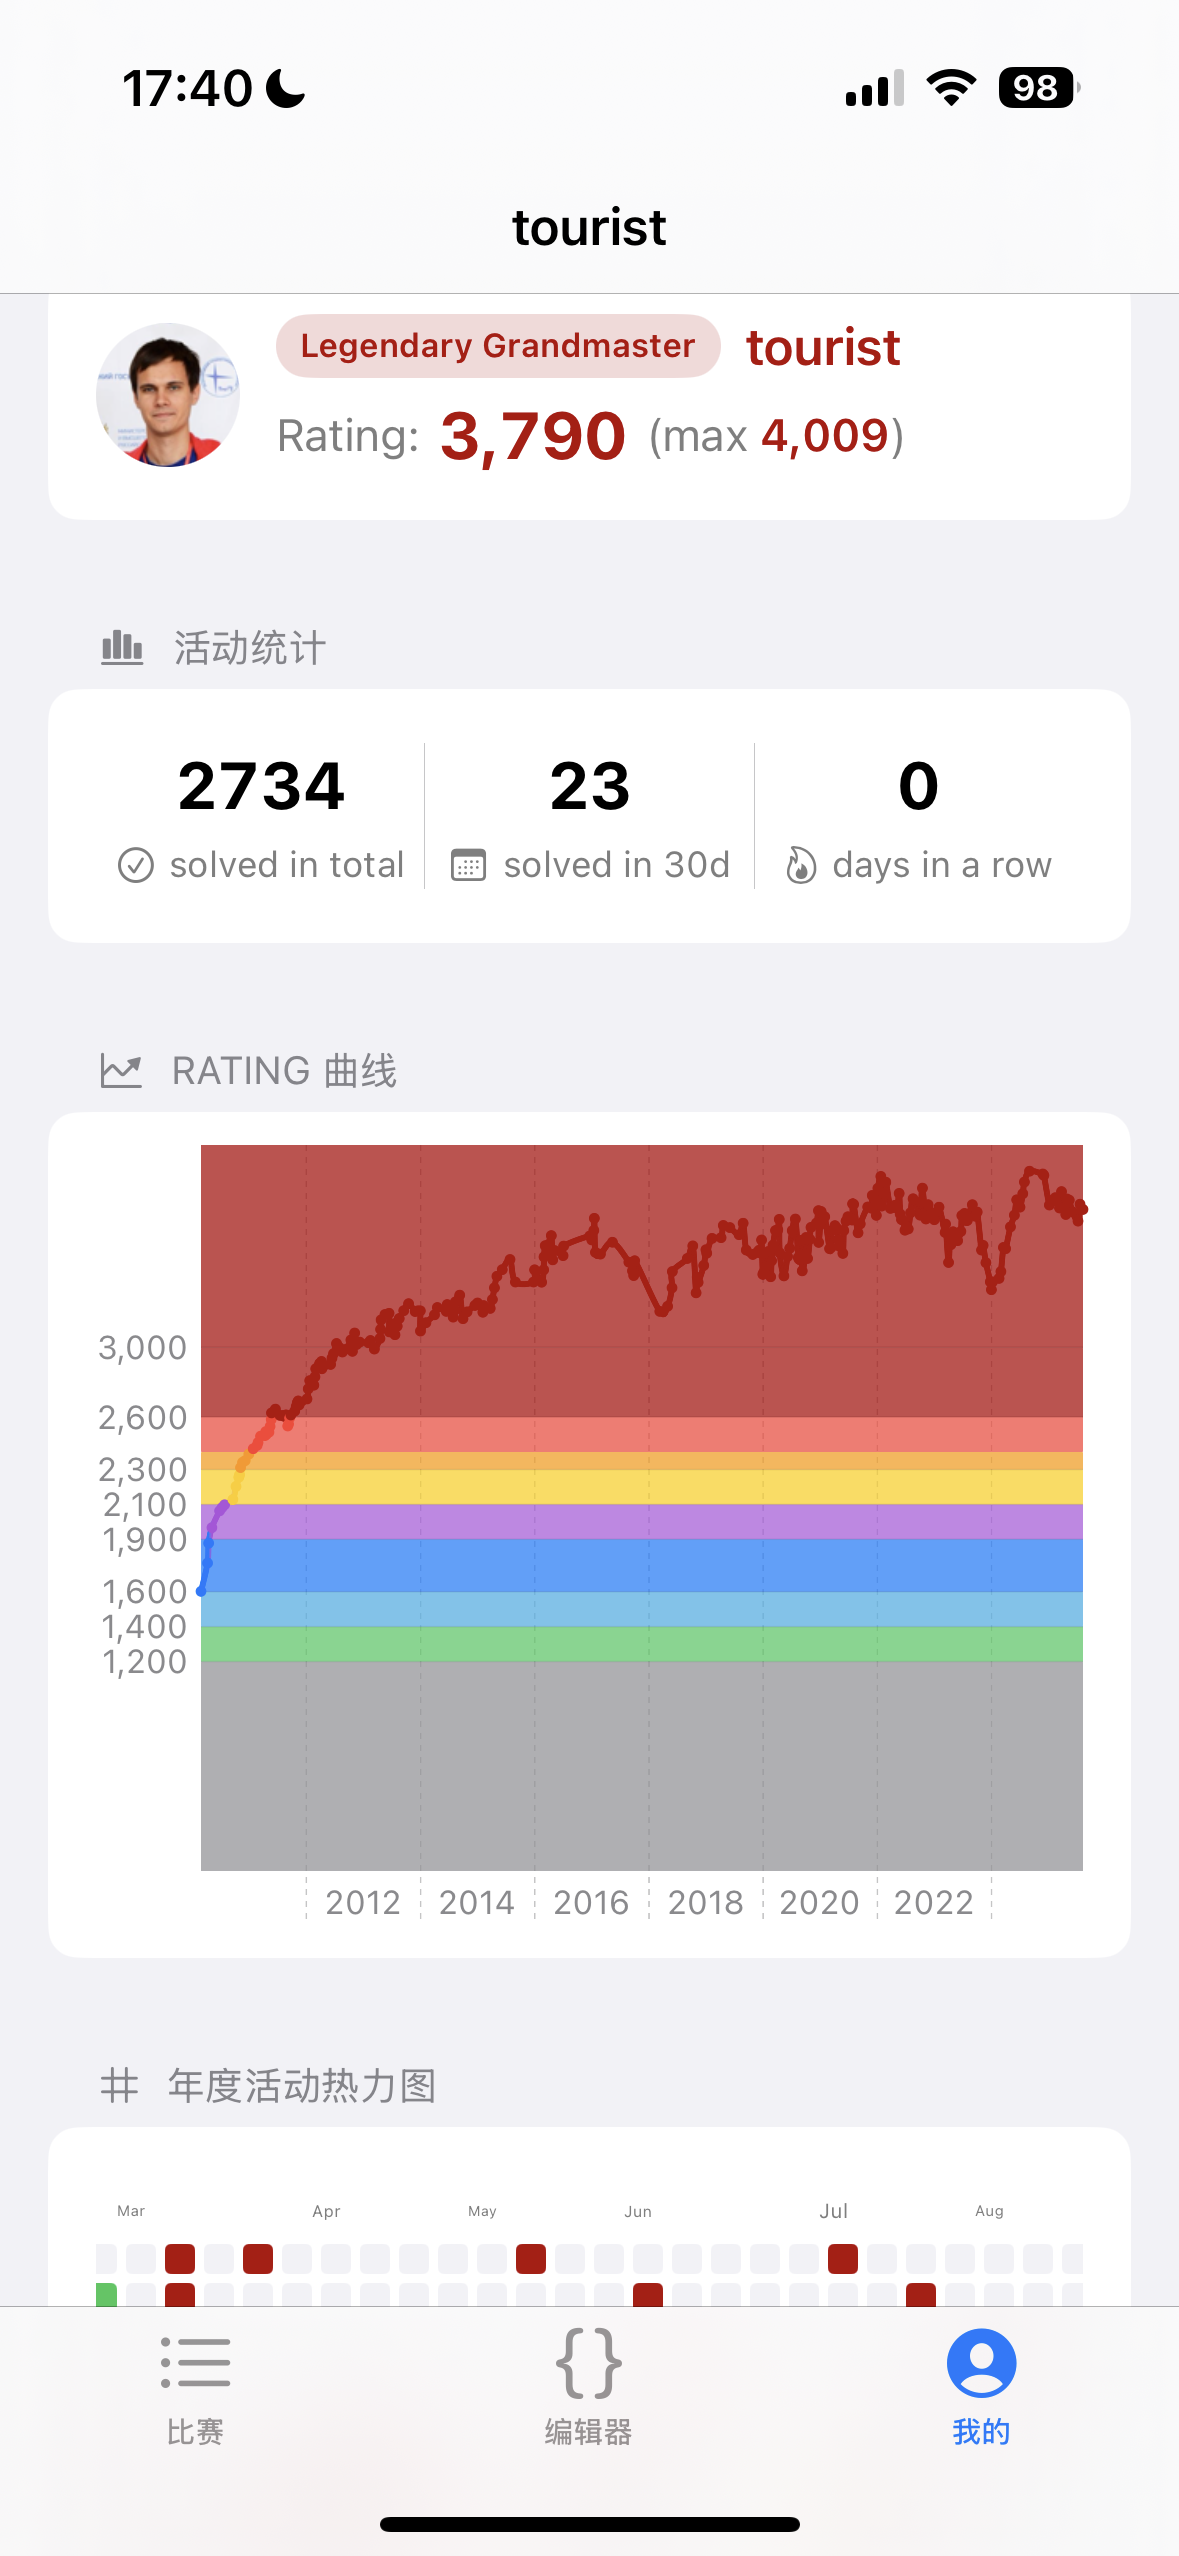 17:40
98
tourist
Legendary Grandmaster tourist
Rating: 3,790 (max 4,009)
活动统计
2734 23 0
solved in total solved in 30d days in a row
RATING 曲线
3,000
2,600
2,300
2,100
1,900
1,600
1,400
1,200
2012 2014 2016 2018 2020 2022
年度活动热力图
Mar Apr May Jun Jul Aug
比赛 编辑器 我的